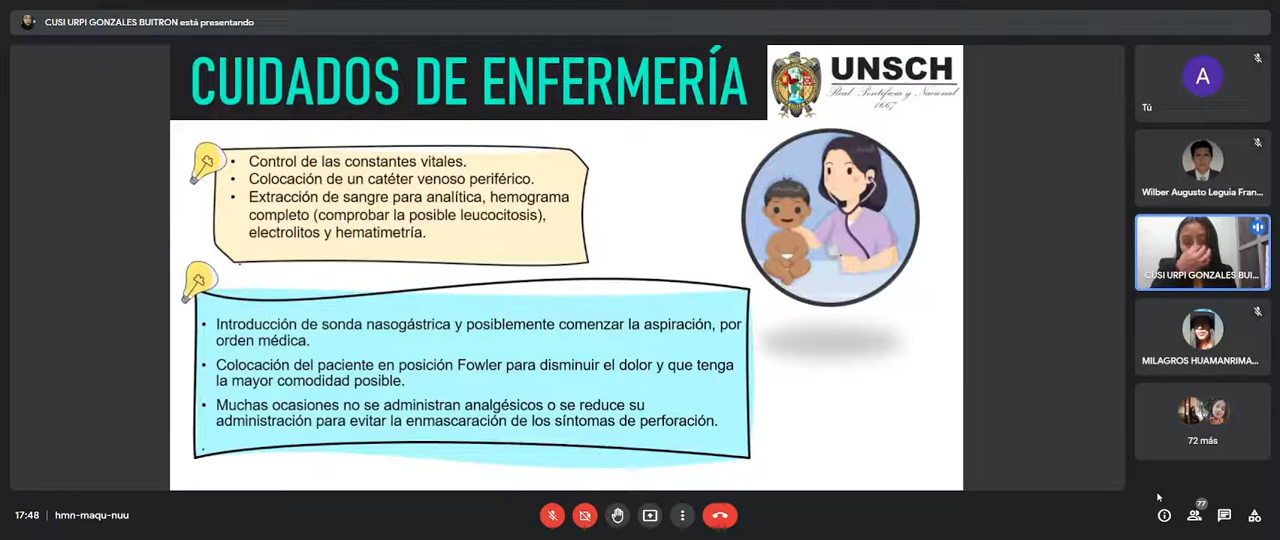 CUSI URPI GONZALES BUITRON está presentando
CUIDADOS DE ENFERMERÍA
UNSCH
Real Pontificia y Nacional
1667
• Control de las constantes vitales.
• Colocación de un catéter venoso periférico.
• Extracción de sangre para analítica, hemograma
completo (comprobar la posible leucocitosis),
electrolitos y hematimetría.
• Introducción de sonda nasogástrica y posiblemente comenzar la aspiración, por
orden médica.
• Colocación del paciente en posición Fowler para disminuir el dolor y que tenga
la mayor comodidad posible.
• Muchas ocasiones no se administran analgésicos o se reduce su
administración para evitar la enmascaración de los síntomas de perforación.
A
Tú
Wilber Augusto Leguia Fran...
CUSI URPI GONZALES BUI...
MILAGROS HUAMANRIMA...
72 más
17:48 | hmn-maqu-nuu
77